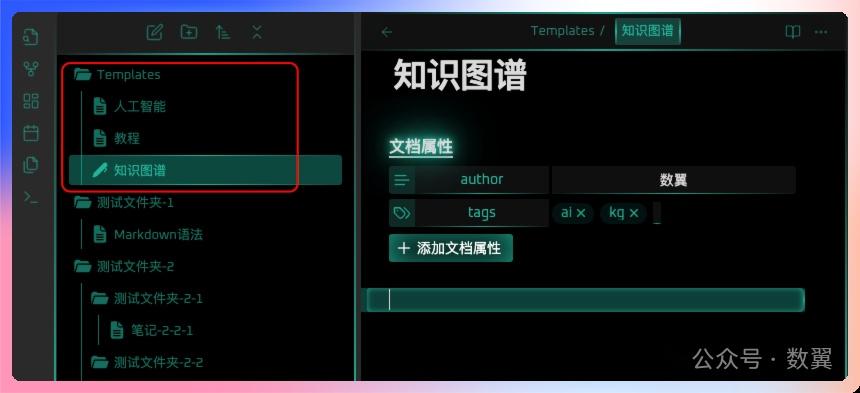 Templates
人工智能
教程
知识图谱
测试文件夹-1
Markdown语法
测试文件夹-2
测试文件夹-2-1
笔记-2-2-1
测试文件夹-2-2
Templates / 知识图谱
知识图谱
文档属性
author 数翼
tags ai kg
添加文档属性
公众号 · 数翼